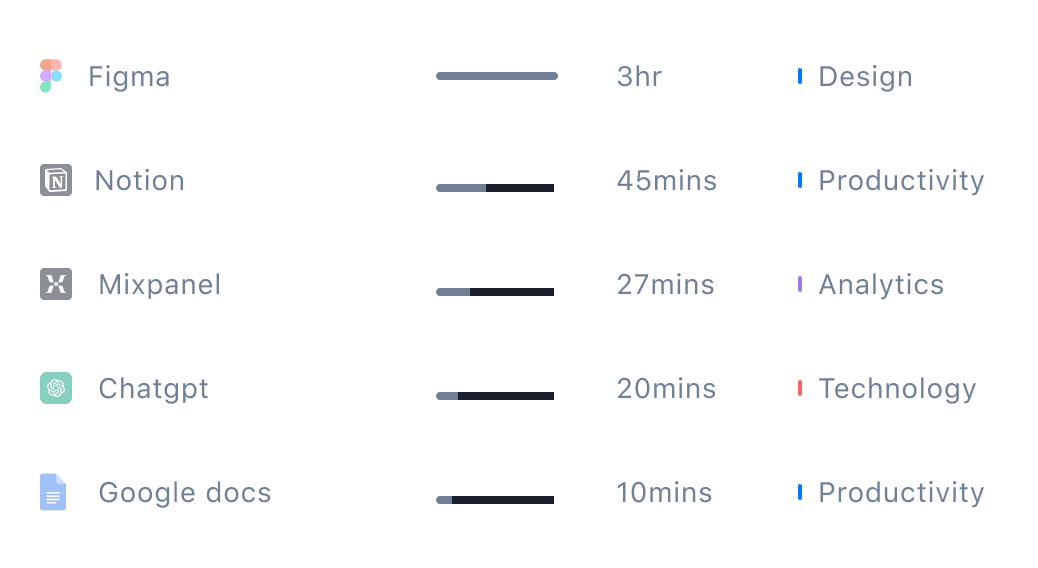 Figma 3hr Design
Notion 45mins Productivity
Mixpanel 27mins Analytics
Chatgpt 20mins Technology
Google docs 10mins Productivity